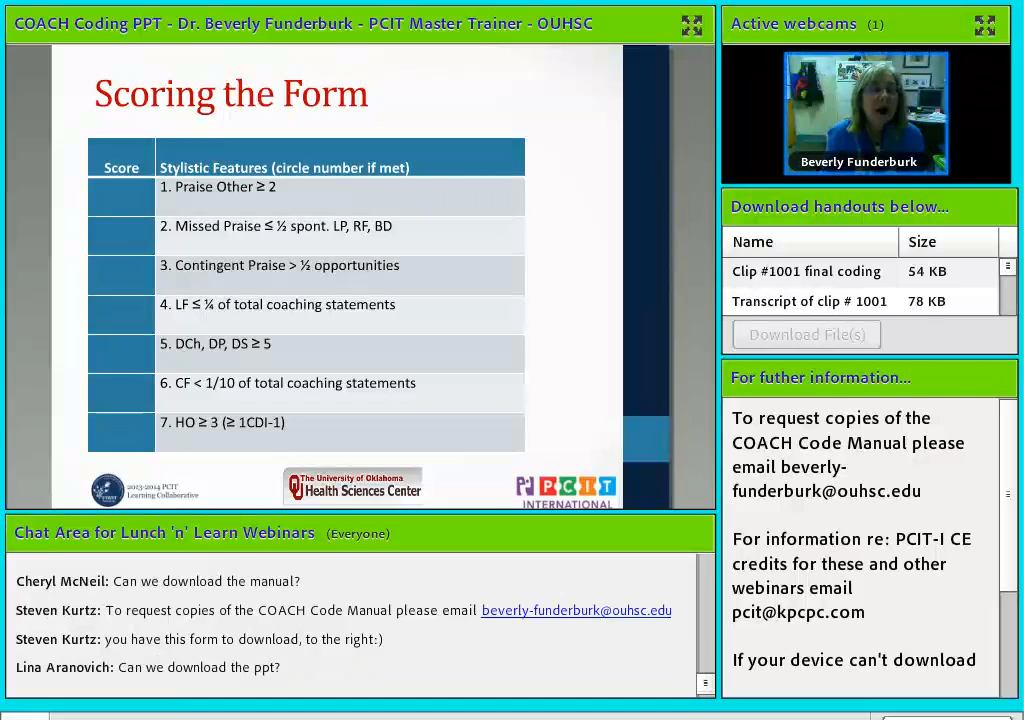 COACH Coding PPT - Dr. Beverly Funderburk - PCIT Master Trainer - OUHSC
Scoring the Form
Score Stylistic Features (circle number if met)
1. Praise Other ≥ 2
2. Missed Praise ≤ ½ spont. LP, RF, BD
3. Contingent Praise > ½ opportunities
4. LF ≤ ¼ of total coaching statements
5. DCh, DP, DS ≥ 5
6. CF < 1/10 of total coaching statements
7. HO ≥ 3 (≥ 1CDI-1)
2013-2014 PCIT
Learning Collaborative
The University of Oklahoma
Health Sciences Center
PCIT
INTERNATIONAL
Chat Area for Lunch 'n' Learn Webinars (Everyone)
Cheryl McNeil: Can we download the manual?
Steven Kurtz: To request copies of the COACH Code Manual please email beverly-funderburk@ouhsc.edu
Steven Kurtz: you have this form to download, to the right:)
Lina Aranovich: Can we download the ppt?
Active webcams (1)
Beverly Funderburk
Download handouts below...
Name Size
Clip #1001 final coding 54 KB
Transcript of clip # 1001 78 KB
Download File(s)
For futher information...
To request copies of the
COACH Code Manual please
email beverly-
funderburk@ouhsc.edu
For information re: PCIT-I CE
credits for these and other
webinars email
pcit@kpcpc.com
If your device can't download